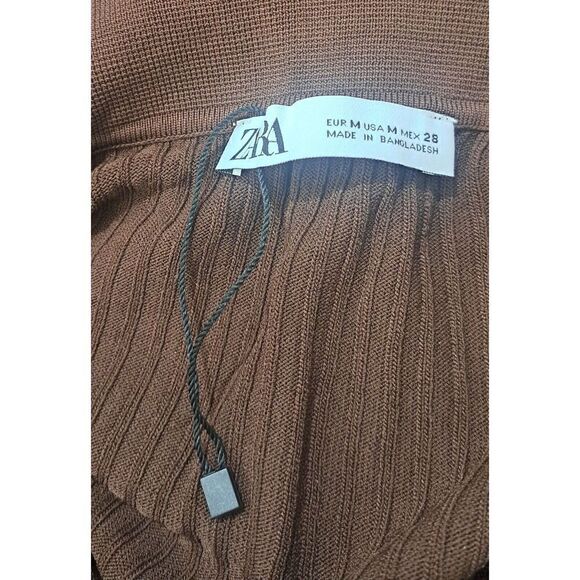 ZARA
EUR M USA M MEX 28
MADE IN BANGLADESH